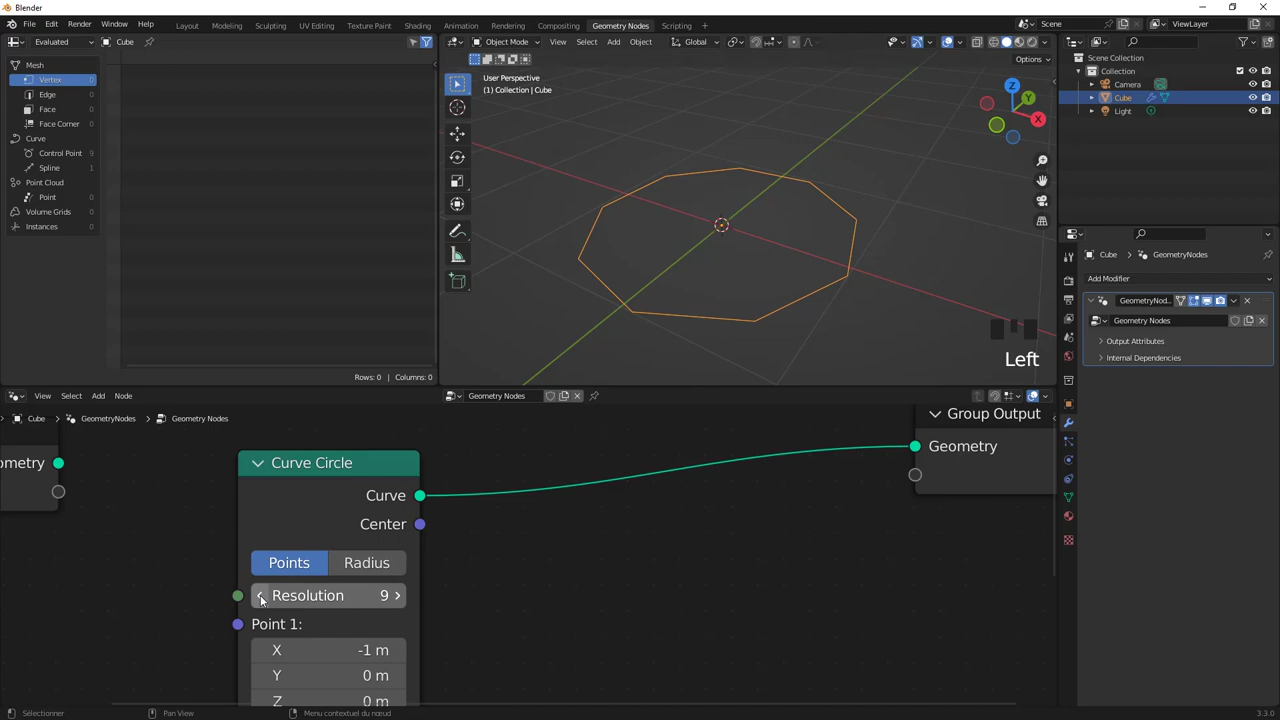 Blender
File Edit Render Window Help Layout Modeling Sculpting UV Editing Texture Paint Shading Animation Rendering Compositing Geometry Nodes Scripting + Scene ViewLayer
Evaluated Cube
Object Mode View Select Add Object Global
Options
Mesh
Vertex 0
Edge 0
Face 0
Face Corner 0
Curve
Control Point 9
Spline 1
Point Cloud
Point 0
Volume Grids 0
Instances 0
Rows: 0 | Columns: 0
User Perspective
(1) Collection | Cube
Z
Y
X
Left
Scene Collection
Collection
Camera
Cube
Light
Cube GeometryNodes
Add Modifier
GeometryNod..
Geometry Nodes
Output Attributes
Internal Dependencies
View Select Add Node Geometry Nodes
Cube GeometryNodes Geometry Nodes
ometry
Curve Circle
Curve
Center
Points Radius
Resolution 9
Point 1:
X -1 m
Y 0 m
Z 0 m
Group Output
Geometry
Sélectionner Pan View Menu contextuel du nœud 3.3.0